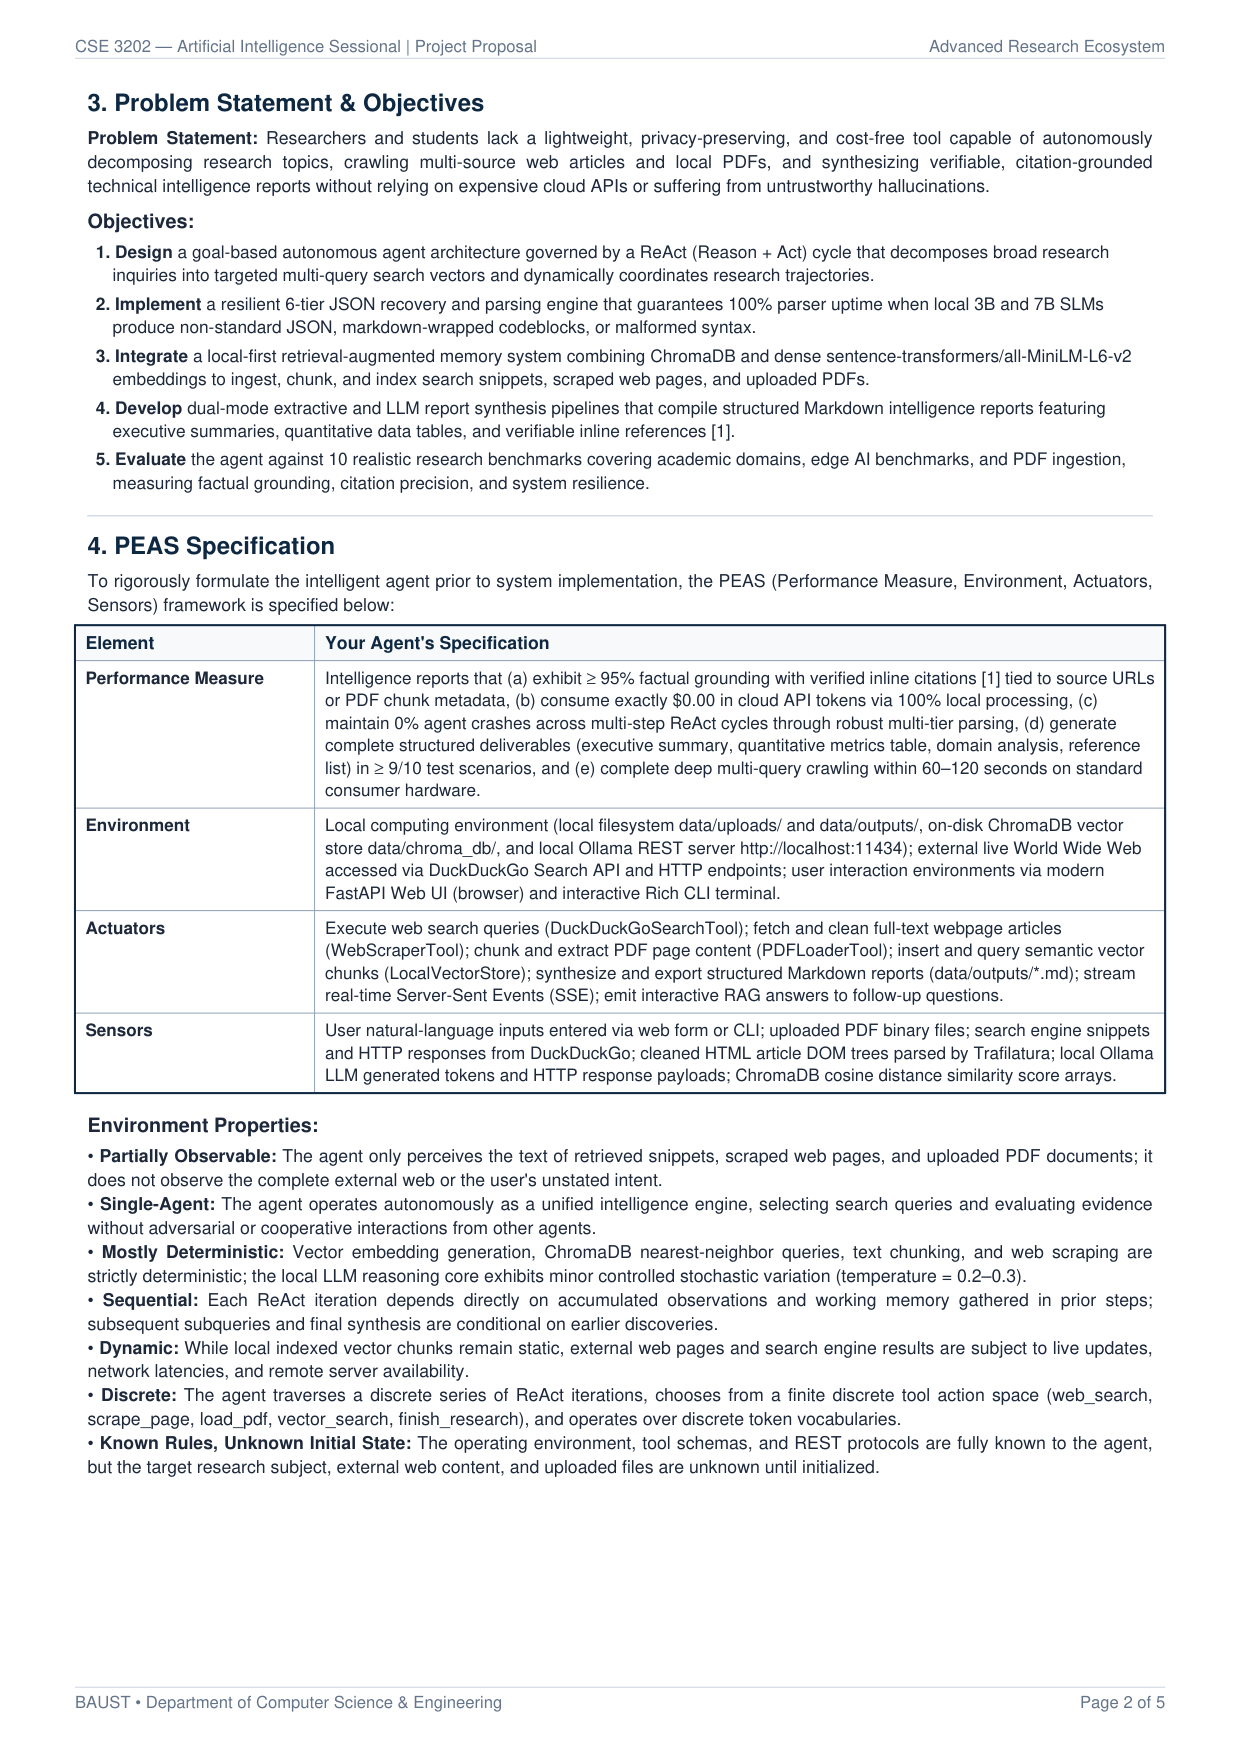 CSE 3202 — Artificial Intelligence Sessional | Project Proposal
Advanced Research Ecosystem
3. Problem Statement & Objectives
Problem Statement: Researchers and students lack a lightweight, privacy-preserving, and cost-free tool capable of autonomously
decomposing research topics, crawling multi-source web articles and local PDFs, and synthesizing verifiable, citation-grounded
technical intelligence reports without relying on expensive cloud APIs or suffering from untrustworthy hallucinations.
Objectives:
1. Design a goal-based autonomous agent architecture governed by a ReAct (Reason + Act) cycle that decomposes broad research
inquiries into targeted multi-query search vectors and dynamically coordinates research trajectories.
2. Implement a resilient 6-tier JSON recovery and parsing engine that guarantees 100% parser uptime when local 3B and 7B SLMs
produce non-standard JSON, markdown-wrapped codeblocks, or malformed syntax.
3. Integrate a local-first retrieval-augmented memory system combining ChromaDB and dense sentence-transformers/all-MiniLM-L6-v2
embeddings to ingest, chunk, and index search snippets, scraped web pages, and uploaded PDFs.
4. Develop dual-mode extractive and LLM report synthesis pipelines that compile structured Markdown intelligence reports featuring
executive summaries, quantitative data tables, and verifiable inline references [1].
5. Evaluate the agent against 10 realistic research benchmarks covering academic domains, edge AI benchmarks, and PDF ingestion,
measuring factual grounding, citation precision, and system resilience.
4. PEAS Specification
To rigorously formulate the intelligent agent prior to system implementation, the PEAS (Performance Measure, Environment, Actuators,
Sensors) framework is specified below:
Element
Your Agent's Specification
Performance Measure
Intelligence reports that (a) exhibit ≥ 95% factual grounding with verified inline citations [1] tied to source URLs
or PDF chunk metadata, (b) consume exactly $0.00 in cloud API tokens via 100% local processing, (c)
maintain 0% agent crashes across multi-step ReAct cycles through robust multi-tier parsing, (d) generate
complete structured deliverables (executive summary, quantitative metrics table, domain analysis, reference
list) in ≥ 9/10 test scenarios, and (e) complete deep multi-query crawling within 60–120 seconds on standard
consumer hardware.
Environment
Local computing environment (local filesystem data/uploads/ and data/outputs/, on-disk ChromaDB vector
store data/chroma_db/, and local Ollama REST server http://localhost:11434); external live World Wide Web
accessed via DuckDuckGo Search API and HTTP endpoints; user interaction environments via modern
FastAPI Web UI (browser) and interactive Rich CLI terminal.
Actuators
Execute web search queries (DuckDuckGoSearchTool); fetch and clean full-text webpage articles
(WebScraperTool); chunk and extract PDF page content (PDFLoaderTool); insert and query semantic vector
chunks (LocalVectorStore); synthesize and export structured Markdown reports (data/outputs/*.md); stream
real-time Server-Sent Events (SSE); emit interactive RAG answers to follow-up questions.
Sensors
User natural-language inputs entered via web form or CLI; uploaded PDF binary files; search engine snippets
and HTTP responses from DuckDuckGo; cleaned HTML article DOM trees parsed by Trafilatura; local Ollama
LLM generated tokens and HTTP response payloads; ChromaDB cosine distance similarity score arrays.
Environment Properties:
• Partially Observable: The agent only perceives the text of retrieved snippets, scraped web pages, and uploaded PDF documents; it
does not observe the complete external web or the user's unstated intent.
• Single-Agent: The agent operates autonomously as a unified intelligence engine, selecting search queries and evaluating evidence
without adversarial or cooperative interactions from other agents.
• Mostly Deterministic: Vector embedding generation, ChromaDB nearest-neighbor queries, text chunking, and web scraping are
strictly deterministic; the local LLM reasoning core exhibits minor controlled stochastic variation (temperature = 0.2–0.3).
• Sequential: Each ReAct iteration depends directly on accumulated observations and working memory gathered in prior steps;
subsequent subqueries and final synthesis are conditional on earlier discoveries.
• Dynamic: While local indexed vector chunks remain static, external web pages and search engine results are subject to live updates,
network latencies, and remote server availability.
• Discrete: The agent traverses a discrete series of ReAct iterations, chooses from a finite discrete tool action space (web_search,
scrape_page, load_pdf, vector_search, finish_research), and operates over discrete token vocabularies.
• Known Rules, Unknown Initial State: The operating environment, tool schemas, and REST protocols are fully known to the agent,
but the target research subject, external web content, and uploaded files are unknown until initialized.
BAUST • Department of Computer Science & Engineering
Page 2 of 5